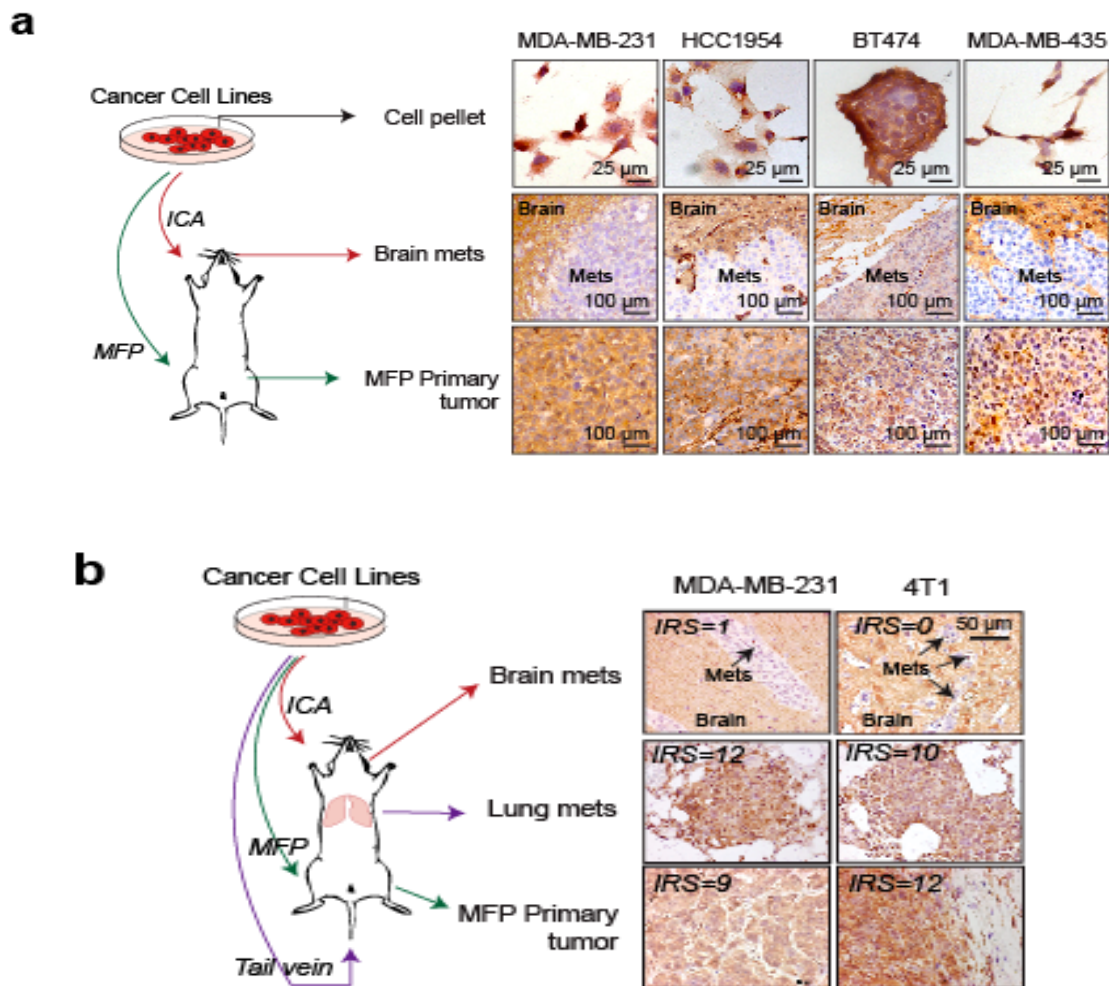 a
MDA-MB-231 HCC1954 BT474 MDA-MB-435
Cancer Cell Lines
Cell pellet
25 µm 25 µm 25 µm 25 µm
ICA
Brain Brain Brain Brain
Brain mets
Mets Mets Mets Mets
100 µm 100 µm 100 µm 100 µm
MFP
MFP Primary
tumor
100 µm 100 µm 100 µm 100 µm
b
Cancer Cell Lines
MDA-MB-231 4T1
IRS=1 IRS=0 50 µm
Brain mets
Mets Mets
ICA
Brain Brain
IRS=12 IRS=10
Lung mets
MFP
IRS=9 IRS=12
MFP Primary
tumor
Tail vein